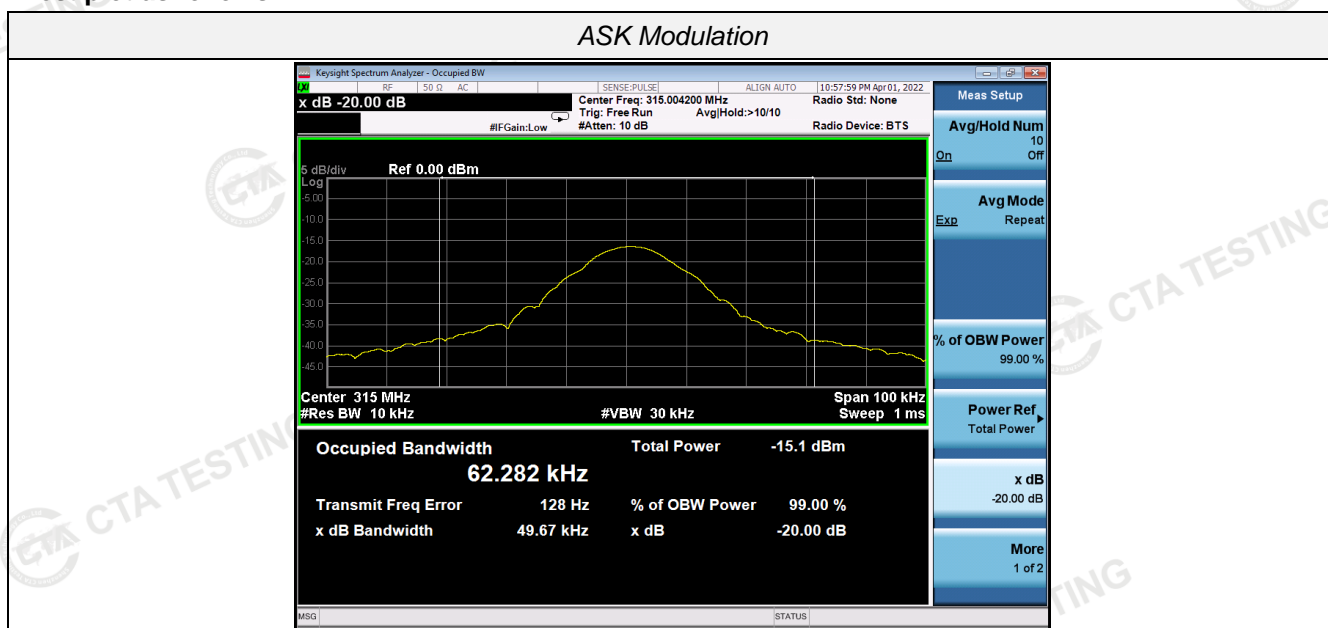 ASK Modulation
Keysight Spectrum Analyzer - Occupied BW
LXI RF 50 Ω AC SENSE:PULSE ALIGN AUTO 10:57:59 PM Apr 01, 2022
x dB -20.00 dB
Center Freq: 315.004200 MHz Radio Std: None
Trig: Free Run Avg|Hold:>10/10
#IFGain:Low #Atten: 10 dB Radio Device: BTS
5 dB/div Ref 0.00 dBm
Log
-5.00
-10.0
-15.0
-20.0
-25.0
-30.0
-35.0
-40.0
-45.0
Center 315 MHz Span 100 kHz
#Res BW 10 kHz #VBW 30 kHz Sweep 1 ms
Occupied Bandwidth Total Power -15.1 dBm
62.282 kHz
Transmit Freq Error 128 Hz % of OBW Power 99.00 %
x dB Bandwidth 49.67 kHz x dB -20.00 dB
MSG STATUS
Meas Setup
Avg/Hold Num
10
On Off
Avg Mode
Exp Repeat
% of OBW Power
99.00 %
Power Ref
Total Power
x dB
-20.00 dB
More
1 of 2
CTA TESTING
CTA TESTING
CTA
TING